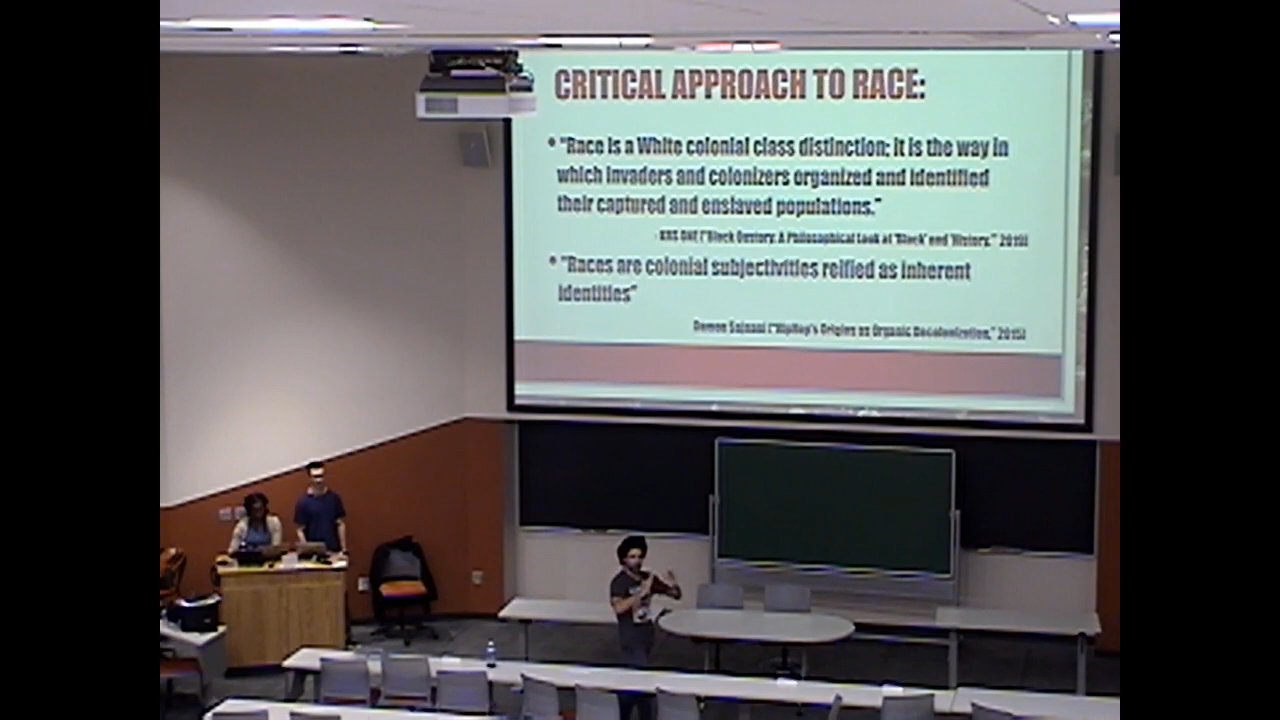 CRITICAL APPROACH TO RACE:
• "Race is a White colonial class distinction; it is the way in
which invaders and colonizers organized and identified
their captured and enslaved populations."
- KRS ONE ("Black History: A Philosophical Look at 'Black' and 'History,'" 2015)
• "Races are colonial subjectivities reified as inherent
identities"
Damon Sajnani ("HipHop's Origins as Organic Decolonization," 2015)